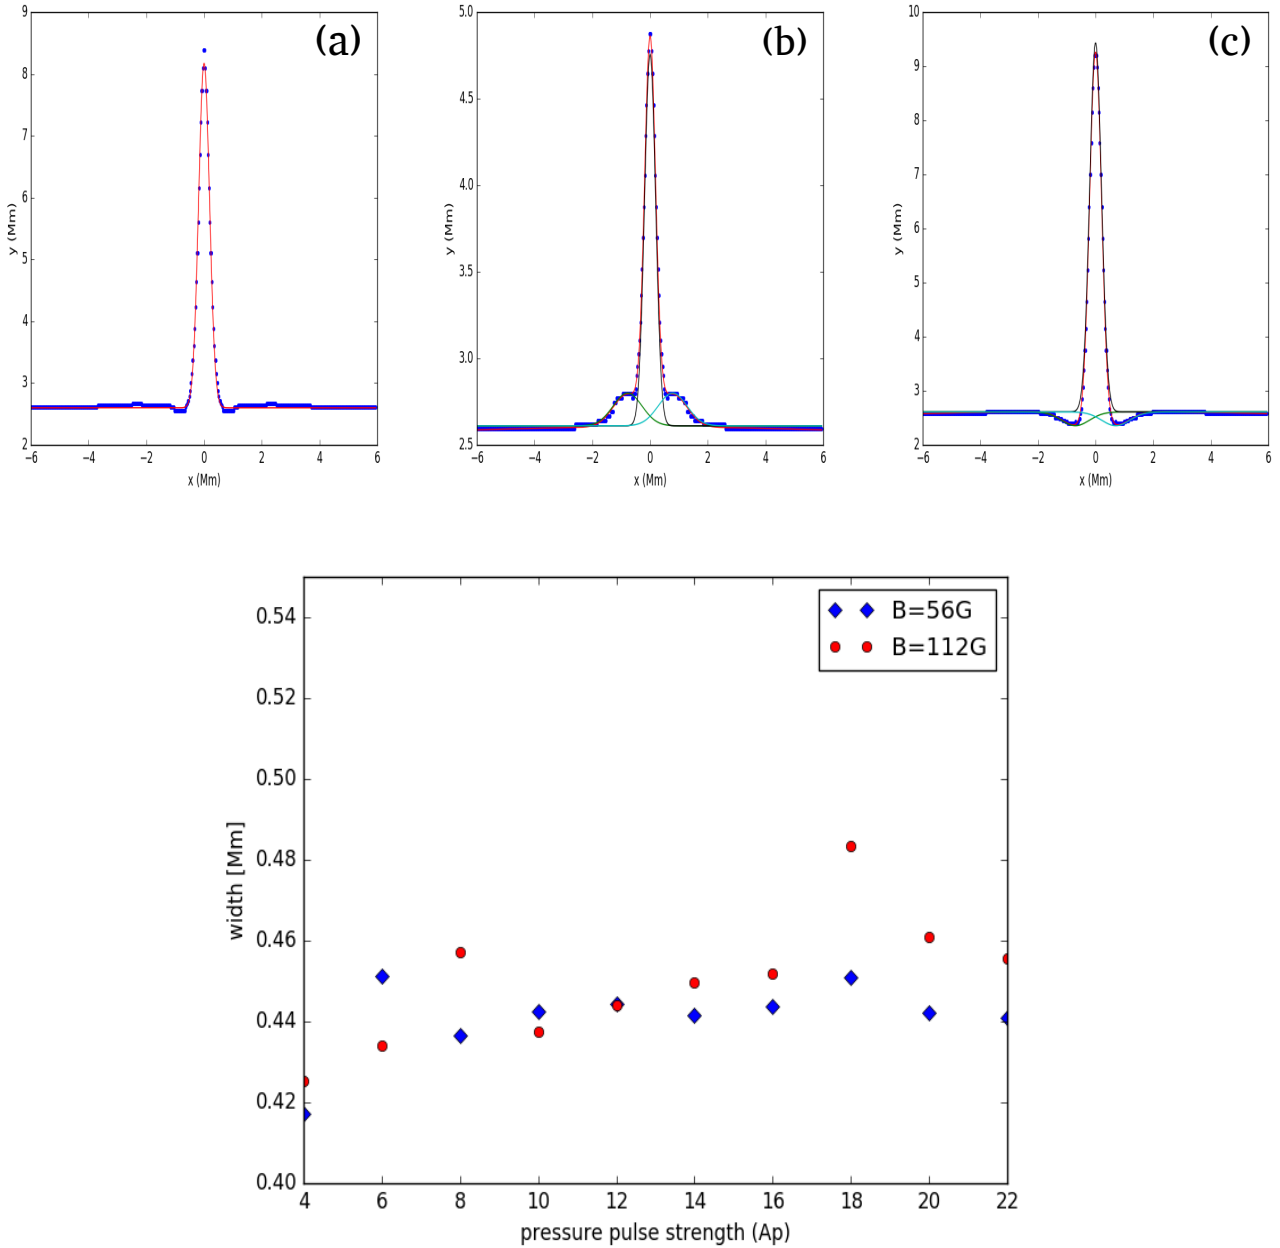 (a)
9
8
7
6
5
4
3
2
y (Mm)
−6 −4 −2 0 2 4 6
x (Mm)
(b)
5.0
4.5
4.0
3.5
3.0
2.5
y (Mm)
−6 −4 −2 0 2 4 6
x (Mm)
(c)
10
9
8
7
6
5
4
3
2
y (Mm)
−6 −4 −2 0 2 4 6
x (Mm)
B=56G
B=112G
0.54
0.52
0.50
0.48
0.46
0.44
0.42
0.40
width [Mm]
4 6 8 10 12 14 16 18 20 22
pressure pulse strength (Ap)